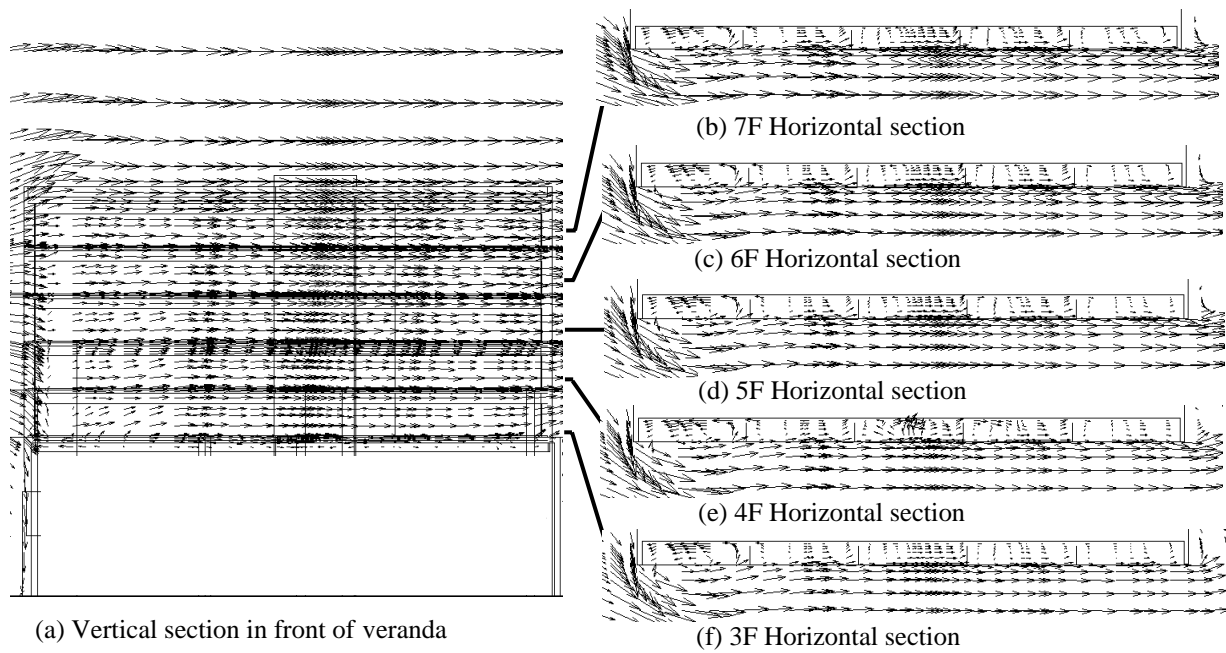 (b) 7F Horizontal section
(c) 6F Horizontal section
(d) 5F Horizontal section
(e) 4F Horizontal section
(a) Vertical section in front of veranda
(f) 3F Horizontal section